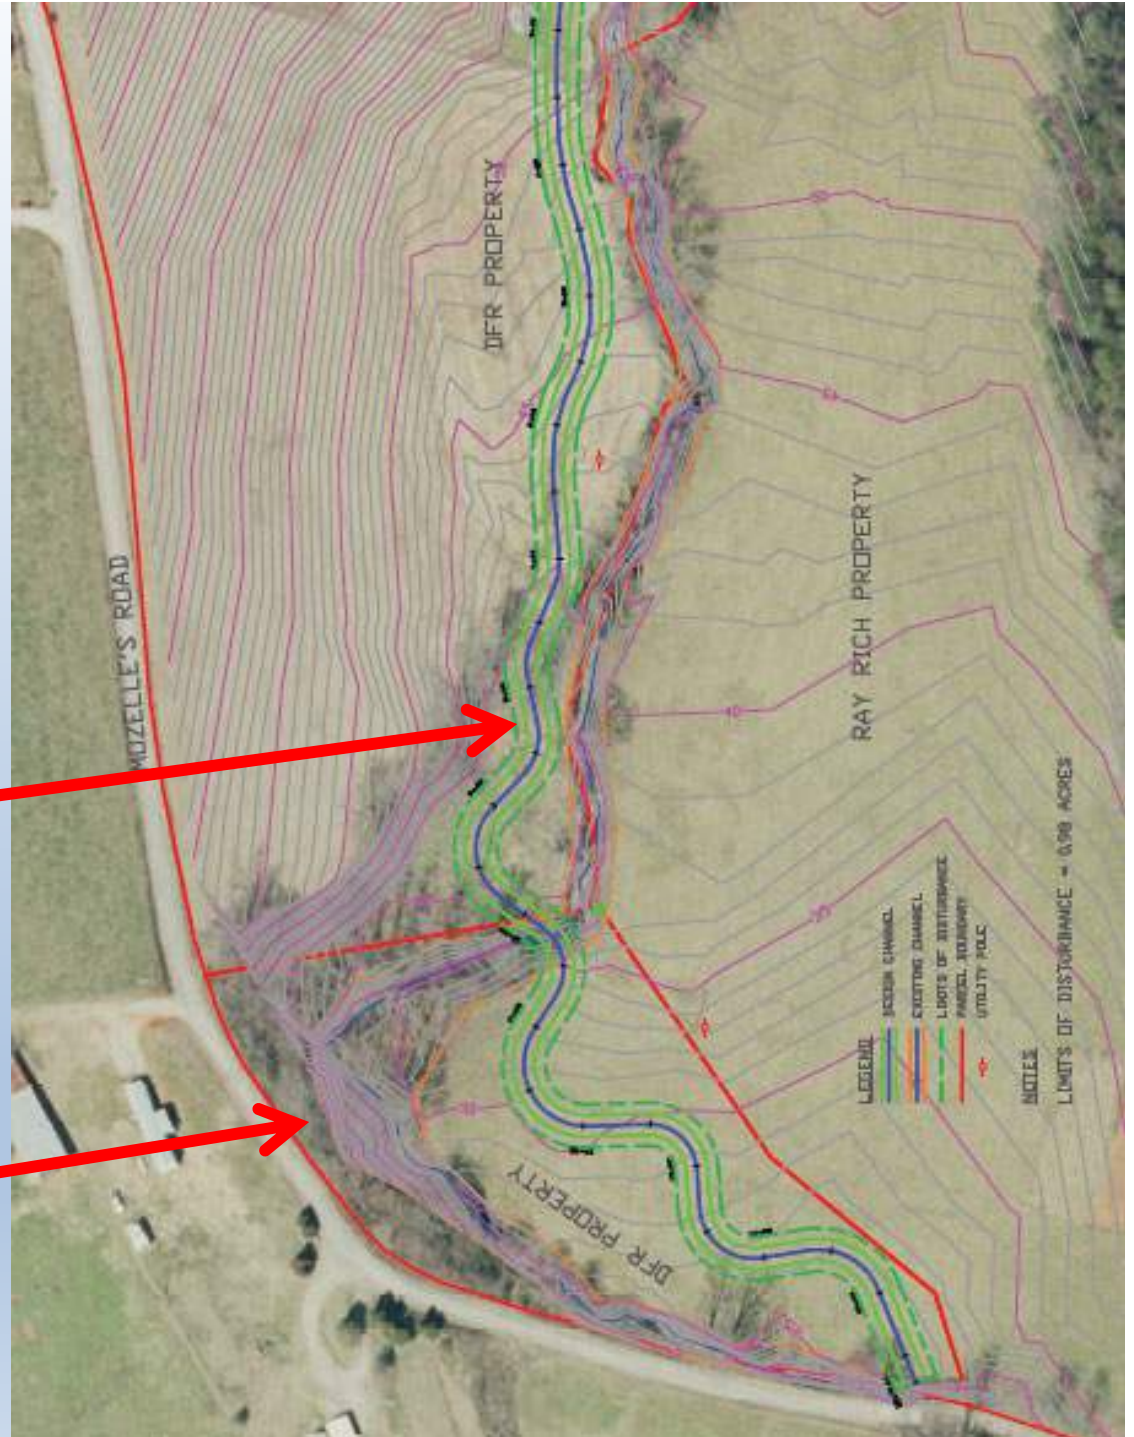 MOZELLE'S ROAD
DFR PROPERTY
RAY RICH PROPERTY
DFR PROPERTY
LEGEND
DESIGN CHANNEL
EXISTING CHANNEL
LIMITS OF DISTURBANCE
PARCEL BOUNDARY
UTILITY POLE
NOTES
LIMITS OF DISTURBANCE = 0.98 ACRES